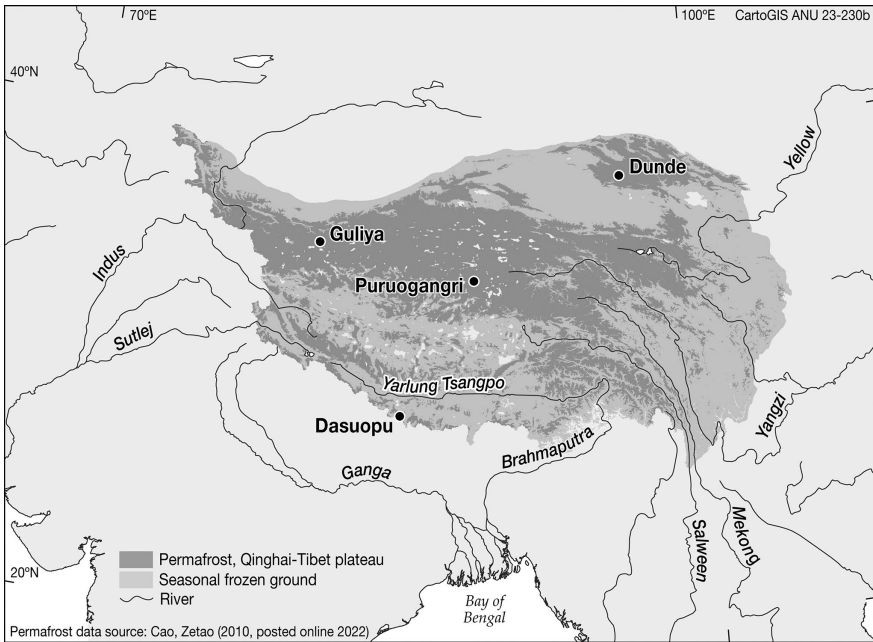 70ºE
100ºE
CartoGIS ANU 23-230b
40ºN
Yellow
Dunde
Guliya
Indus
Puruogangri
Sutlej
Yarlung Tsangpo
Dasuopu
Yangzi
Brahmaputra
Ganga
Mekong
Salween
Permafrost, Qinghai-Tibet plateau
Seasonal frozen ground
River
20ºN
Bay of
Bengal
Permafrost data source: Cao, Zetao (2010, posted online 2022)